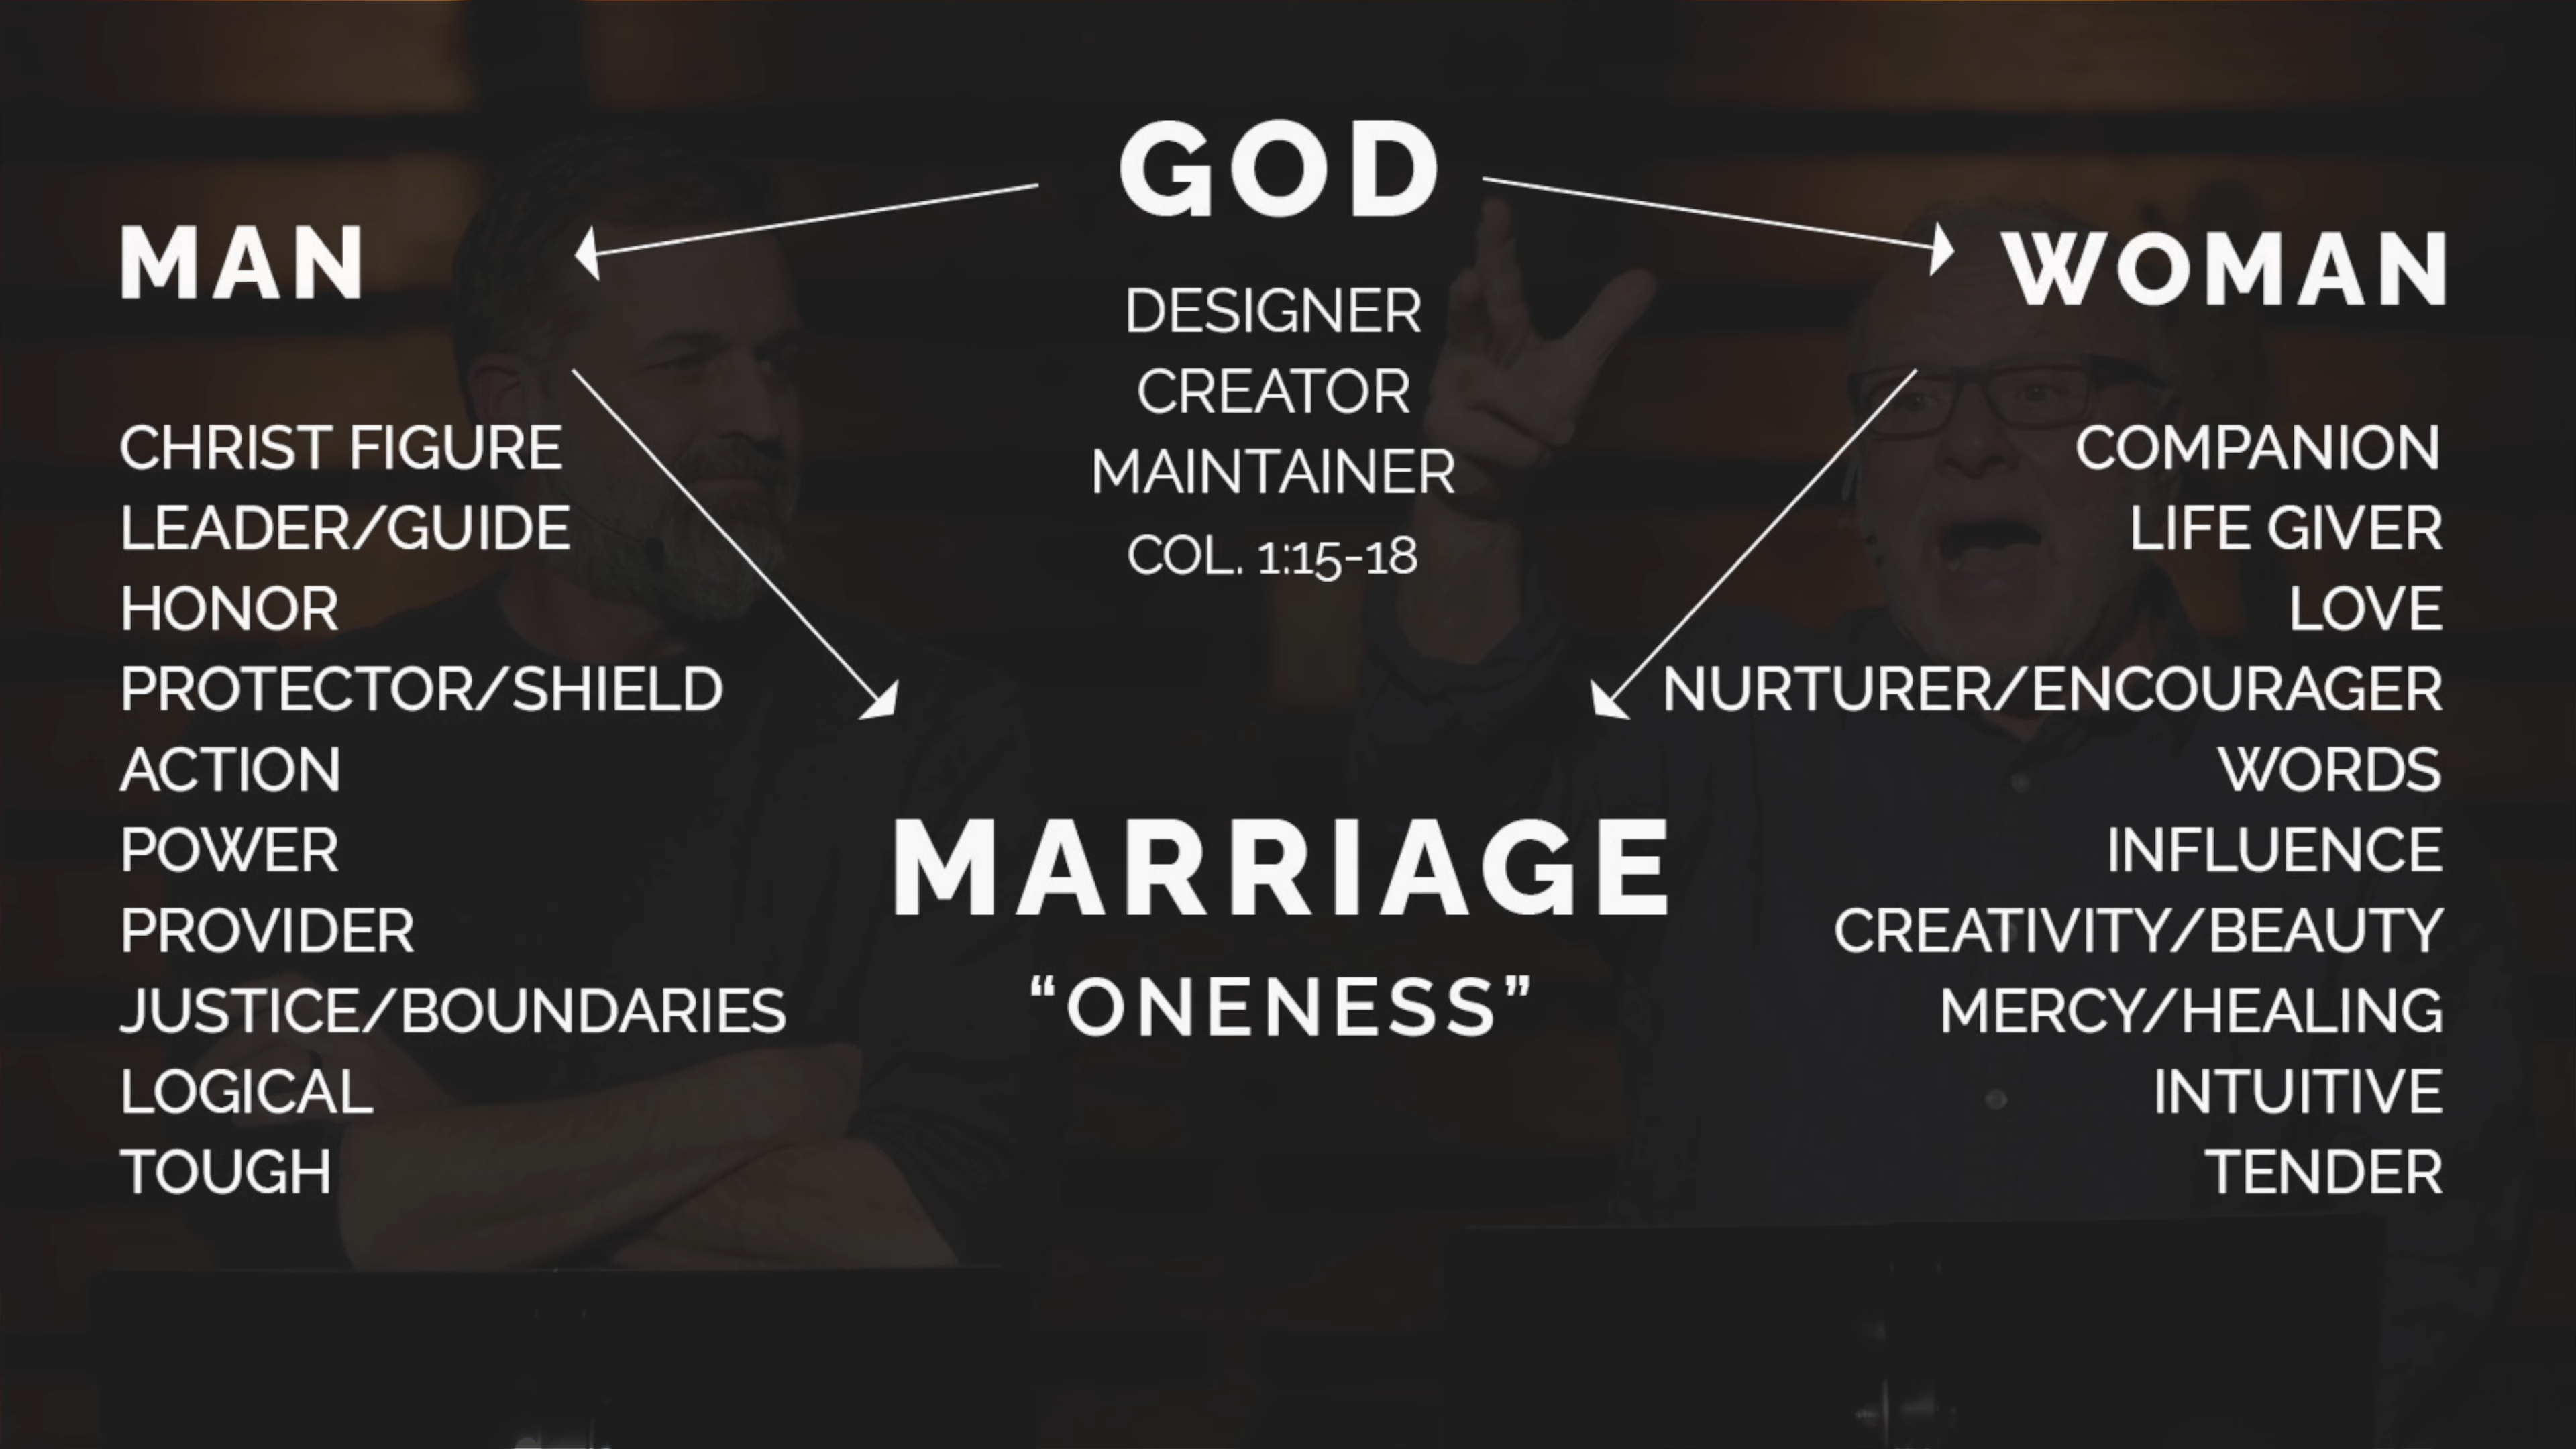 GOD
DESIGNER
CREATOR
MAINTAINER
COL. 1:15-18
MAN
CHRIST FIGURE
LEADER/GUIDE
HONOR
PROTECTOR/SHIELD
ACTION
POWER
PROVIDER
JUSTICE/BOUNDARIES
LOGICAL
TOUGH
WOMAN
COMPANION
LIFE GIVER
LOVE
NURTURER/ENCOURAGER
WORDS
INFLUENCE
CREATIVITY/BEAUTY
MERCY/HEALING
INTUITIVE
TENDER
MARRIAGE
“ONENESS”